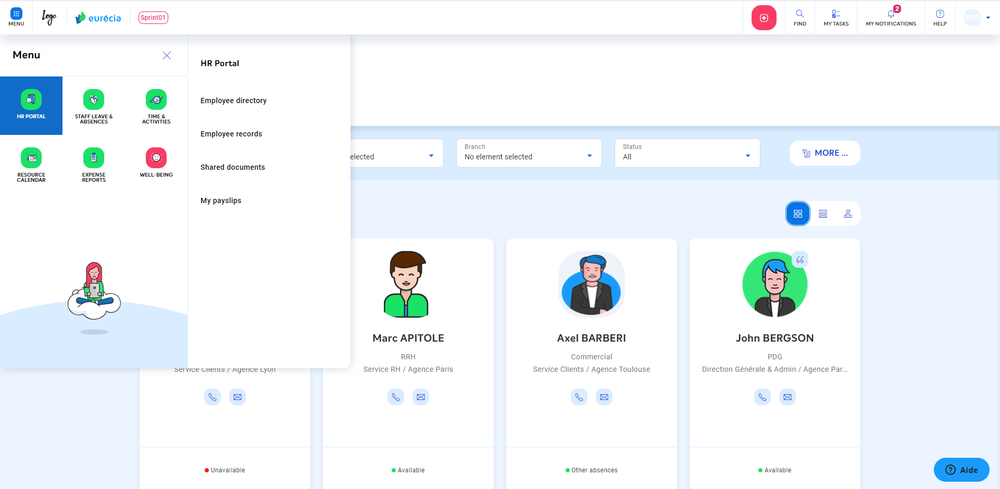 MENU
Logo
eurécia
Sprint01
FIND
MY TASKS
2
MY NOTIFICATIONS
HELP
TCO
Menu
HR PORTAL
STAFF LEAVE &
ABSENCES
TIME &
ACTIVITIES
RESOURCE
CALENDAR
EXPENSE
REPORTS
WELL-BEING
HR Portal
Employee directory
Employee records
Shared documents
My payslips
elected
Branch
No element selected
Status
All
MORE ...
Service Clients / Agence Lyon
Unavailable
Marc APITOLE
RRH
Service RH / Agence Paris
Available
Axel BARBERI
Commercial
Service Clients / Agence Toulouse
Other absences
John BERGSON
PDG
Direction Générale & Admin / Agence Par...
Available
Aide